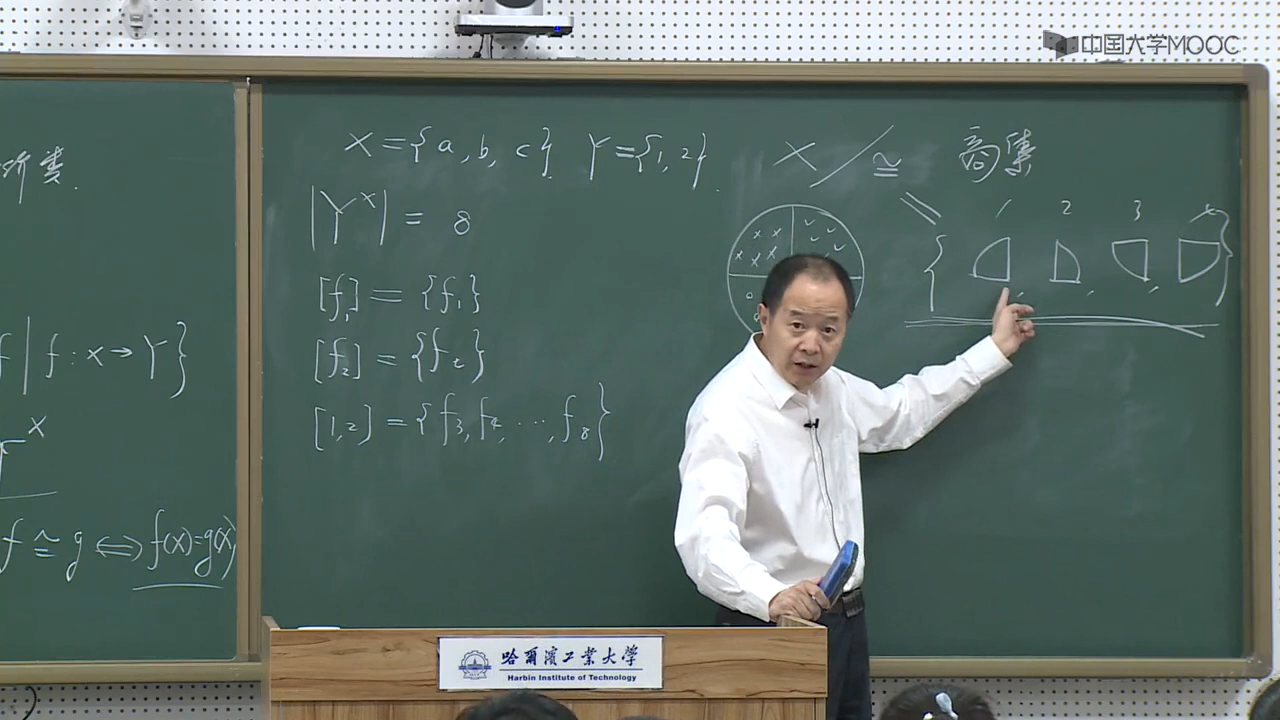 中国大学MOOC
类.
f | f : x → Y}
x
f ≅ g ⟺ f(x)=g(x)
X = {a, b, c}. Y = {1, 2}.
|Y^X| = 8
[f₁] = {f₁}
[f₂] = {f₂}
[1,2] = {f₃, f₄, ⋯, f₈}
X/≅ 商集
1 2 3 4
{ , , , }
哈尔滨工业大学
Harbin Institute of Technology